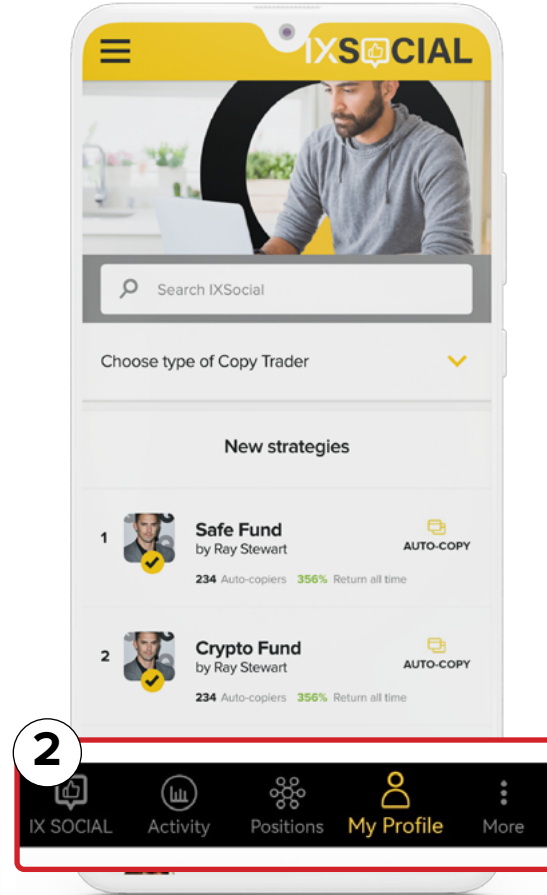 IXSOCIAL
Search IXSocial
Choose type of Copy Trader
New strategies
1
Safe Fund
by Ray Stewart
AUTO-COPY
234 Auto-copiers 356% Return all time
2
Crypto Fund
by Ray Stewart
AUTO-COPY
234 Auto-copiers 356% Return all time
2
IX SOCIAL Activity Positions My Profile More